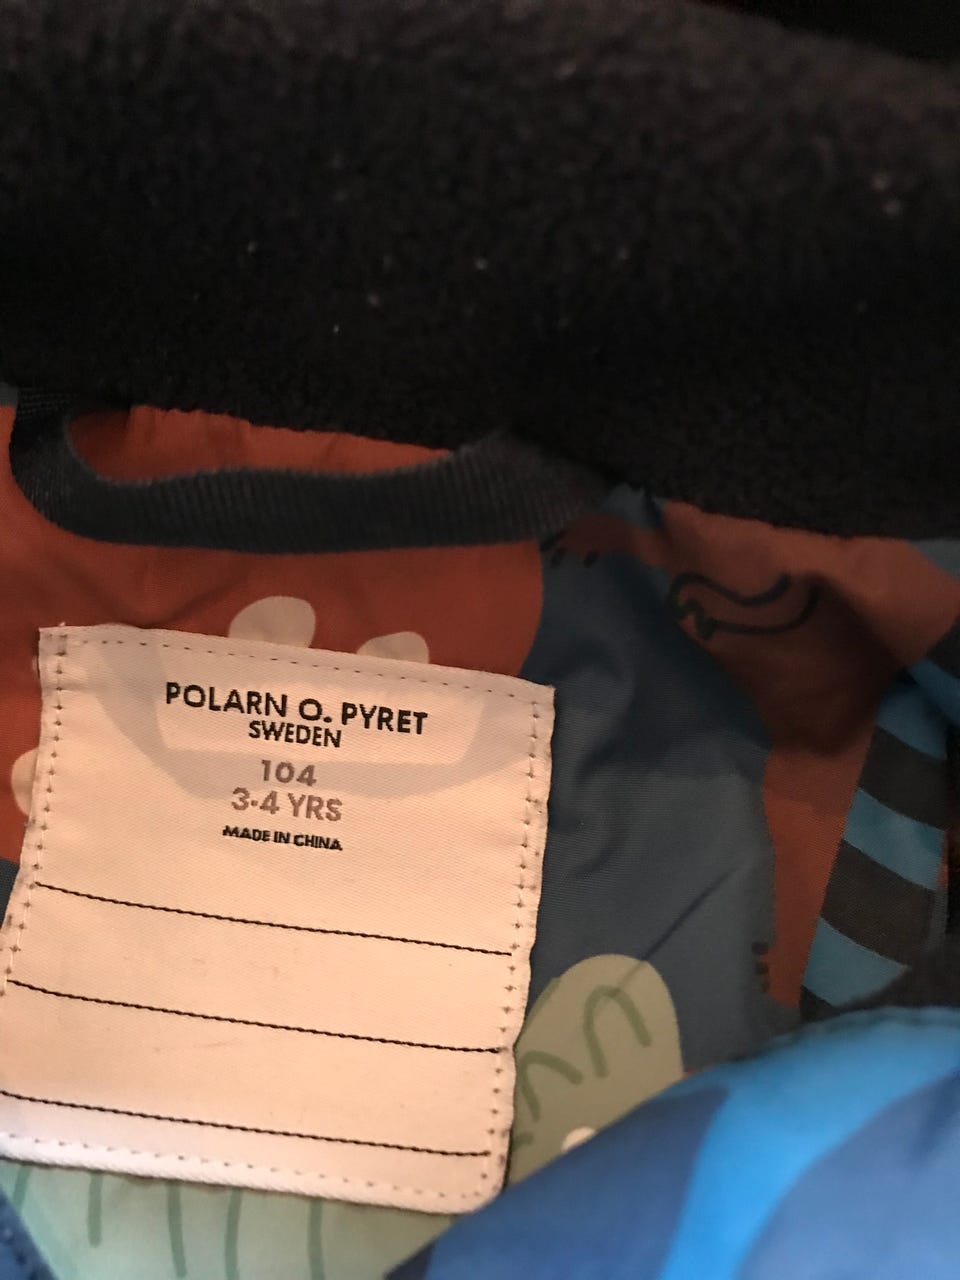 POLARN O. PYRET
SWEDEN
104
3-4 YRS
MADE IN CHINA